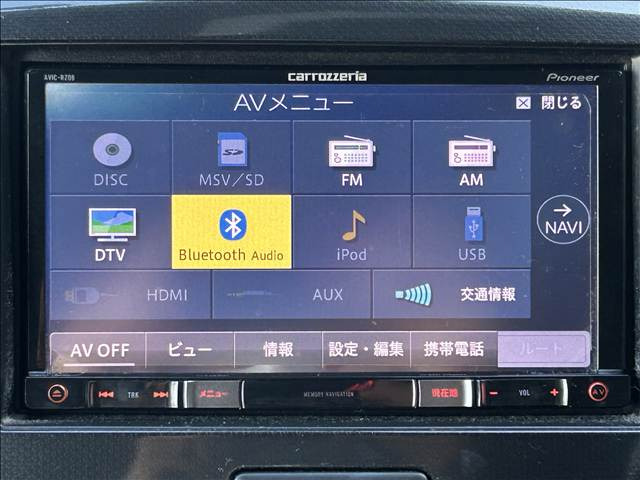 AVIC-RZ09
carrozzeria
Pioneer
AVメニュー
閉じる
DISC
MSV/SD
FM
AM
DTV
Bluetooth Audio
iPod
USB
NAVI
HDMI
AUX
交通情報
AV OFF
ビュー
情報
設定・編集
携帯電話
ルート
TRK
メニュー
MEMORY NAVIGATION
現在地
− VOL +
AV